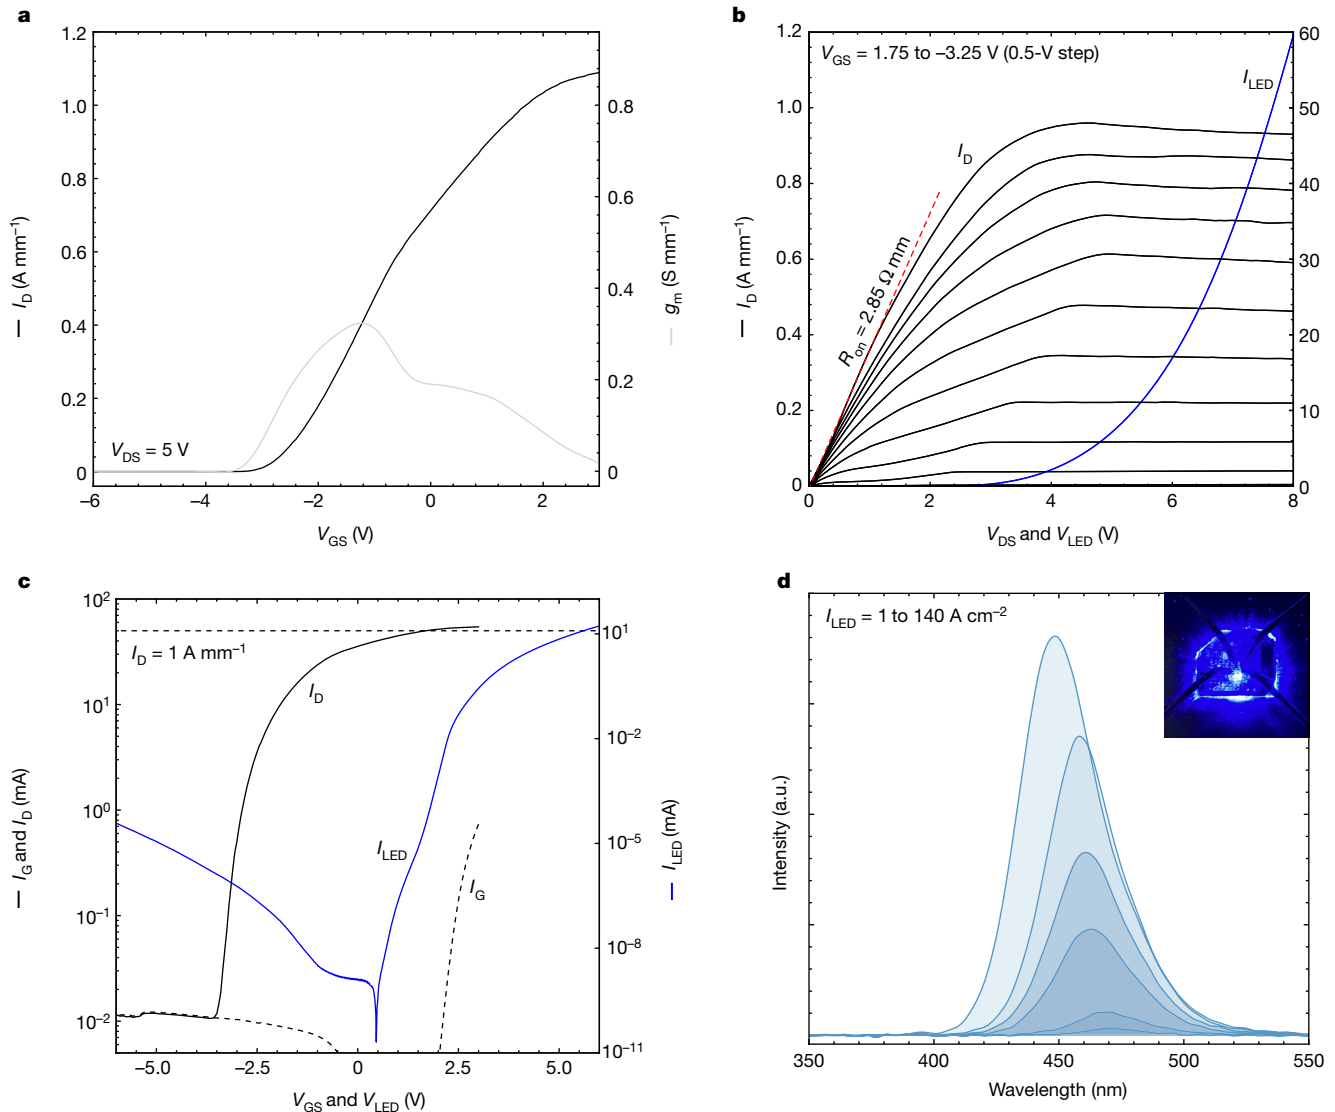 a
1.2
1.0
0.8
0.6
0.4
0.2
0
I_D (A mm⁻¹)
0.8
0.6
0.4
0.2
0
g_m (S mm⁻¹)
V_DS = 5 V
–6
–4
–2
0
2
V_GS (V)
b
1.2
1.0
0.8
0.6
0.4
0.2
0
I_D (A mm⁻¹)
V_GS = 1.75 to –3.25 V (0.5-V step)
I_LED
I_D
R_on = 2.85 Ω mm
60
50
40
30
20
10
0
0
2
4
6
8
V_DS and V_LED (V)
c
10²
10¹
10⁰
10⁻¹
10⁻²
I_G and I_D (mA)
I_D = 1 A mm⁻¹
I_D
I_LED
I_G
10¹
10⁻²
10⁻⁵
10⁻⁸
10⁻¹¹
I_LED (mA)
–5.0
–2.5
0
2.5
5.0
V_GS and V_LED (V)
d
I_LED = 1 to 140 A cm⁻²
Intensity (a.u.)
350
400
450
500
550
Wavelength (nm)